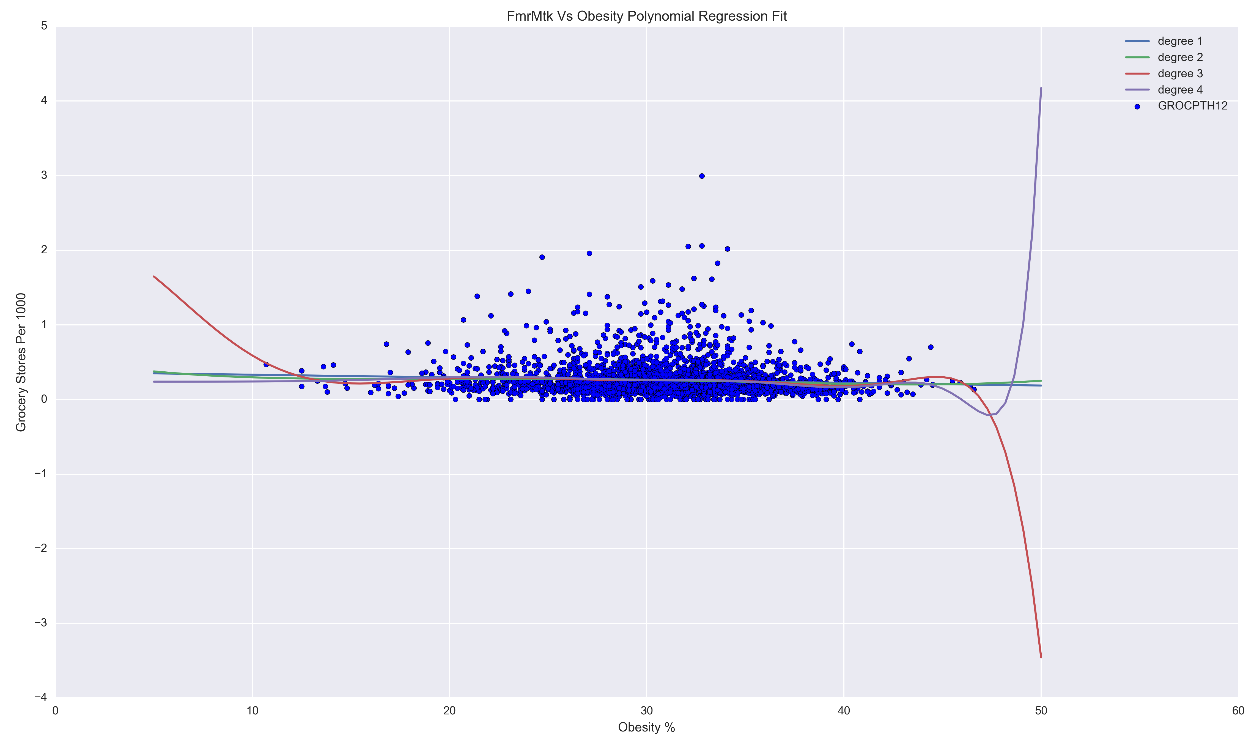 FmrMtk Vs Obesity Polynomial Regression Fit
5
4
3
2
1
0
−1
−2
−3
−4
Grocery Stores Per 1000
degree 1
degree 2
degree 3
degree 4
GROCPTH12
0 10 20 30 40 50 60
Obesity %